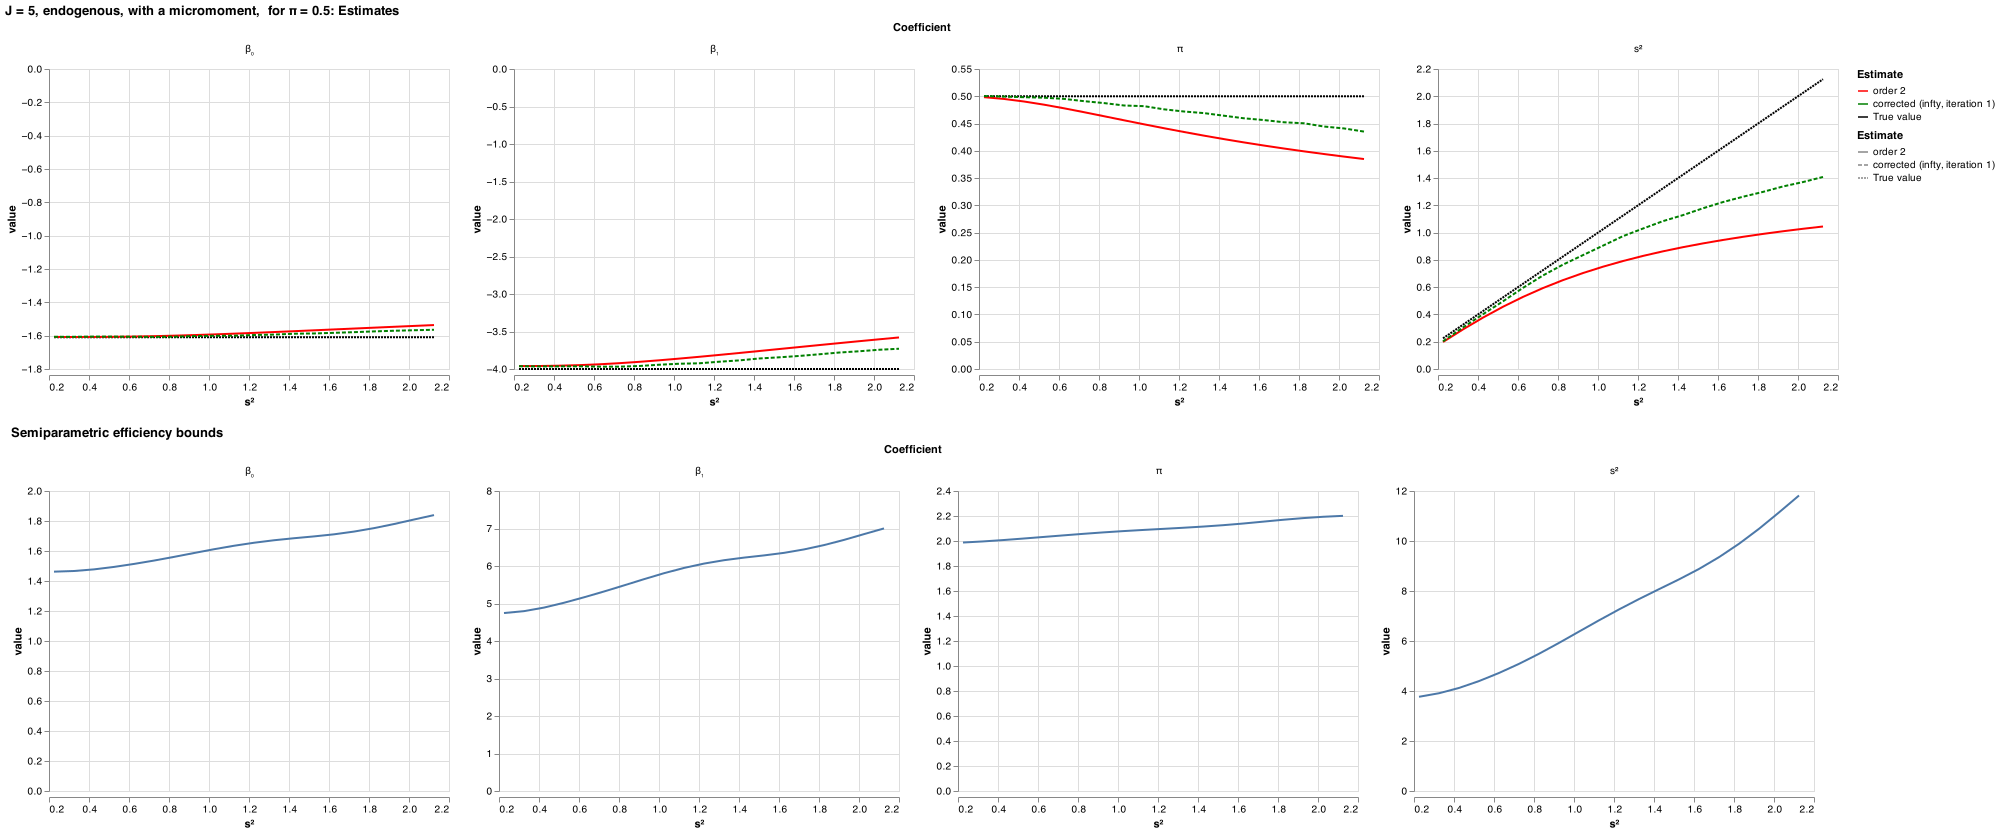 J = 5, endogenous, with a micromoment,  for π = 0.5: Estimates
Coefficient
β₀ β₁ π s²
0.0 0.0 0.55 2.2
−0.2 −0.5 0.50 2.0
−0.4 −1.0 0.45 1.8
−0.6 −1.5 0.40 1.6
−0.8 −2.0 0.35 1.4
−1.0 −2.5 0.30 1.2
−1.2 −3.0 0.25 1.0
−1.4 −3.5 0.20 0.8
−1.6 −4.0 0.15 0.6
−1.8 0.10 0.4
0.05 0.2
0.00 0.0
value value value value
0.2 0.4 0.6 0.8 1.0 1.2 1.4 1.6 1.8 2.0 2.2
0.2 0.4 0.6 0.8 1.0 1.2 1.4 1.6 1.8 2.0 2.2
0.2 0.4 0.6 0.8 1.0 1.2 1.4 1.6 1.8 2.0 2.2
0.2 0.4 0.6 0.8 1.0 1.2 1.4 1.6 1.8 2.0 2.2
s² s² s² s²
Estimate
order 2
corrected (infty, iteration 1)
True value
Estimate
order 2
corrected (infty, iteration 1)
True value
Semiparametric efficiency bounds
Coefficient
β₀ β₁ π s²
2.0 8 2.4 12
1.8 7 2.2 10
1.6 6 2.0 8
1.4 5 1.8 6
1.2 4 1.6 4
1.0 3 1.4 2
0.8 2 1.2 0
0.6 1 1.0
0.4 0 0.8
0.2 0.6
0.0 0.4
0.2
0.0
value value value value
0.2 0.4 0.6 0.8 1.0 1.2 1.4 1.6 1.8 2.0 2.2
0.2 0.4 0.6 0.8 1.0 1.2 1.4 1.6 1.8 2.0 2.2
0.2 0.4 0.6 0.8 1.0 1.2 1.4 1.6 1.8 2.0 2.2
0.2 0.4 0.6 0.8 1.0 1.2 1.4 1.6 1.8 2.0 2.2
s² s² s² s²